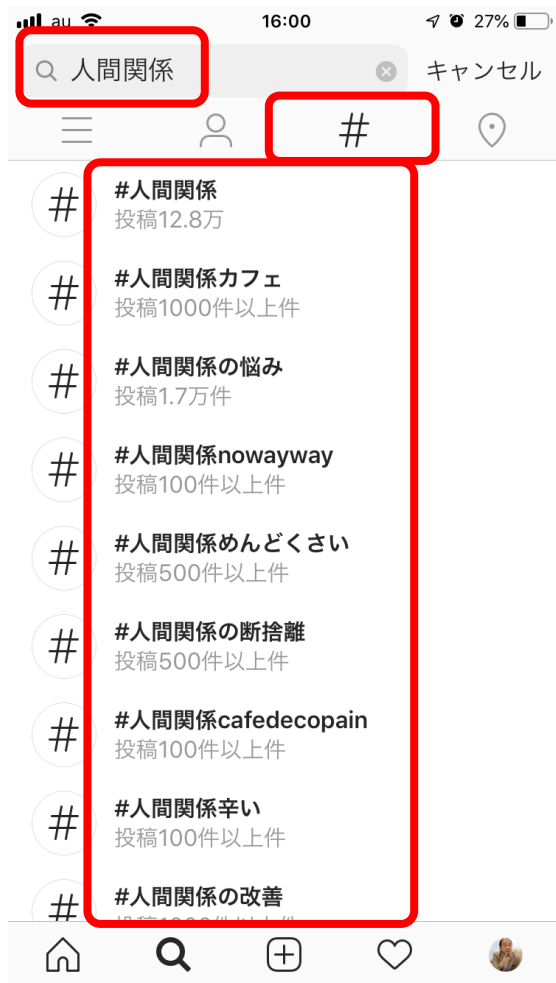 au 16:00 27%
人間関係 キャンセル
#
# #人間関係
投稿12.8万
# #人間関係カフェ
投稿1000件以上件
# #人間関係の悩み
投稿1.7万件
# #人間関係nowayway
投稿100件以上件
# #人間関係めんどくさい
投稿500件以上件
# #人間関係の断捨離
投稿500件以上件
# #人間関係cafedecopain
投稿100件以上件
# #人間関係辛い
投稿100件以上件
# #人間関係の改善